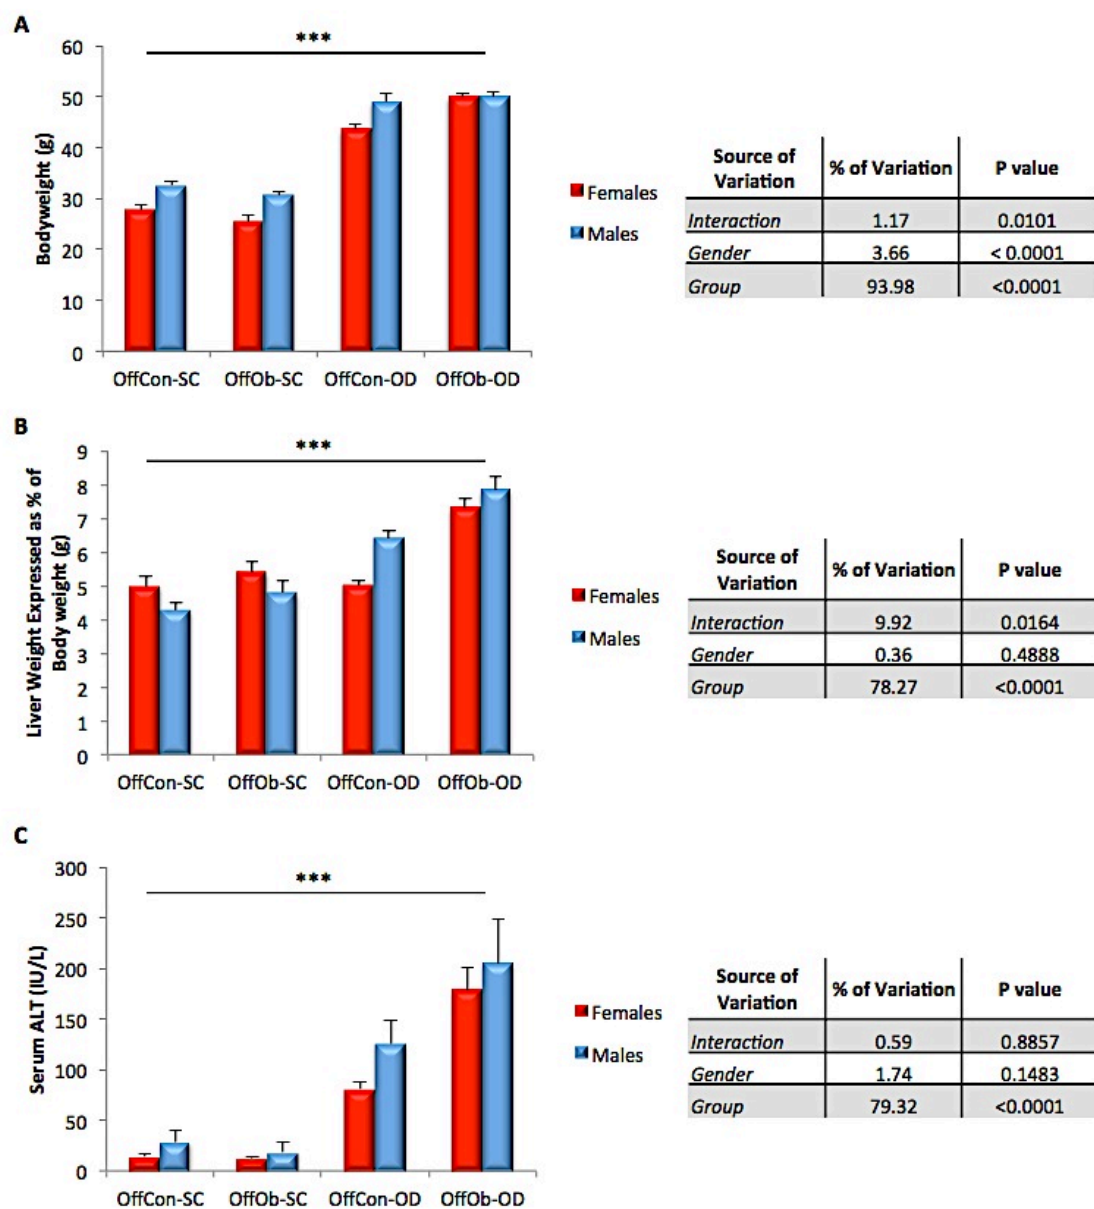 A
***
60
50
40
30
20
10
0
Bodyweight (g)
OffCon-SC OffOb-SC OffCon-OD OffOb-OD
Females
Males
Source of Variation % of Variation P value
Interaction 1.17 0.0101
Gender 3.66 < 0.0001
Group 93.98 <0.0001
B
***
9
8
7
6
5
4
3
2
1
0
Liver Weight Expressed as % of
Body weight (g)
OffCon-SC OffOb-SC OffCon-OD OffOb-OD
Females
Males
Source of Variation % of Variation P value
Interaction 9.92 0.0164
Gender 0.36 0.4888
Group 78.27 <0.0001
C
***
300
250
200
150
100
50
0
Serum ALT (IU/L)
OffCon-SC OffOb-SC OffCon-OD OffOb-OD
Females
Males
Source of Variation % of Variation P value
Interaction 0.59 0.8857
Gender 1.74 0.1483
Group 79.32 <0.0001